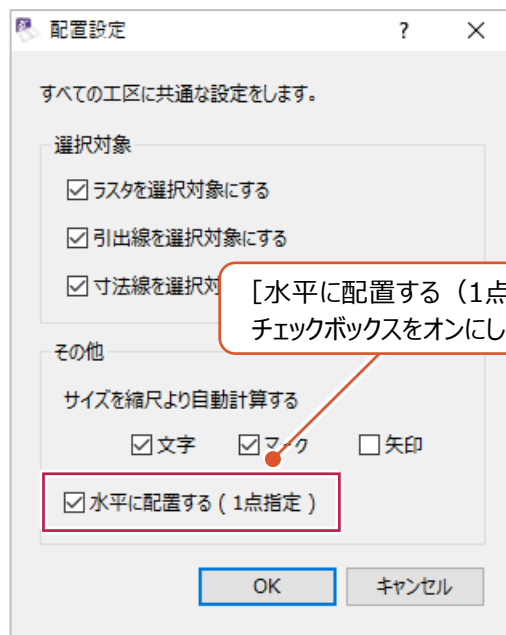 配置設定
?
×
すべての工区に共通な設定をします。
選択対象
ラスタを選択対象にする
引出線を選択対象にする
寸法線を選択対
[水平に配置する（1点
チェックボックスをオンにし
その他
サイズを縮尺より自動計算する
文字 マーク 矢印
水平に配置する ( 1点指定 )
OK キャンセル